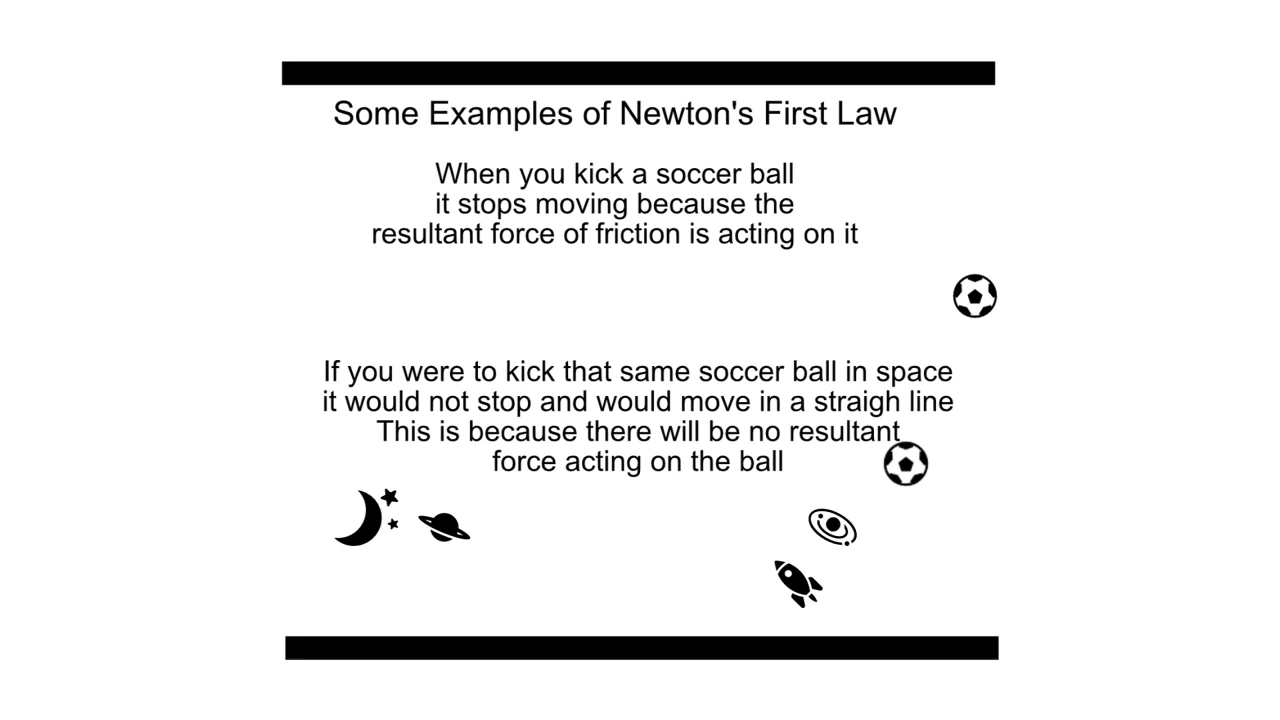 Some Examples of Newton's First Law
When you kick a soccer ball
it stops moving because the
resultant force of friction is acting on it
If you were to kick that same soccer ball in space
it would not stop and would move in a straigh line
This is because there will be no resultant
force acting on the ball